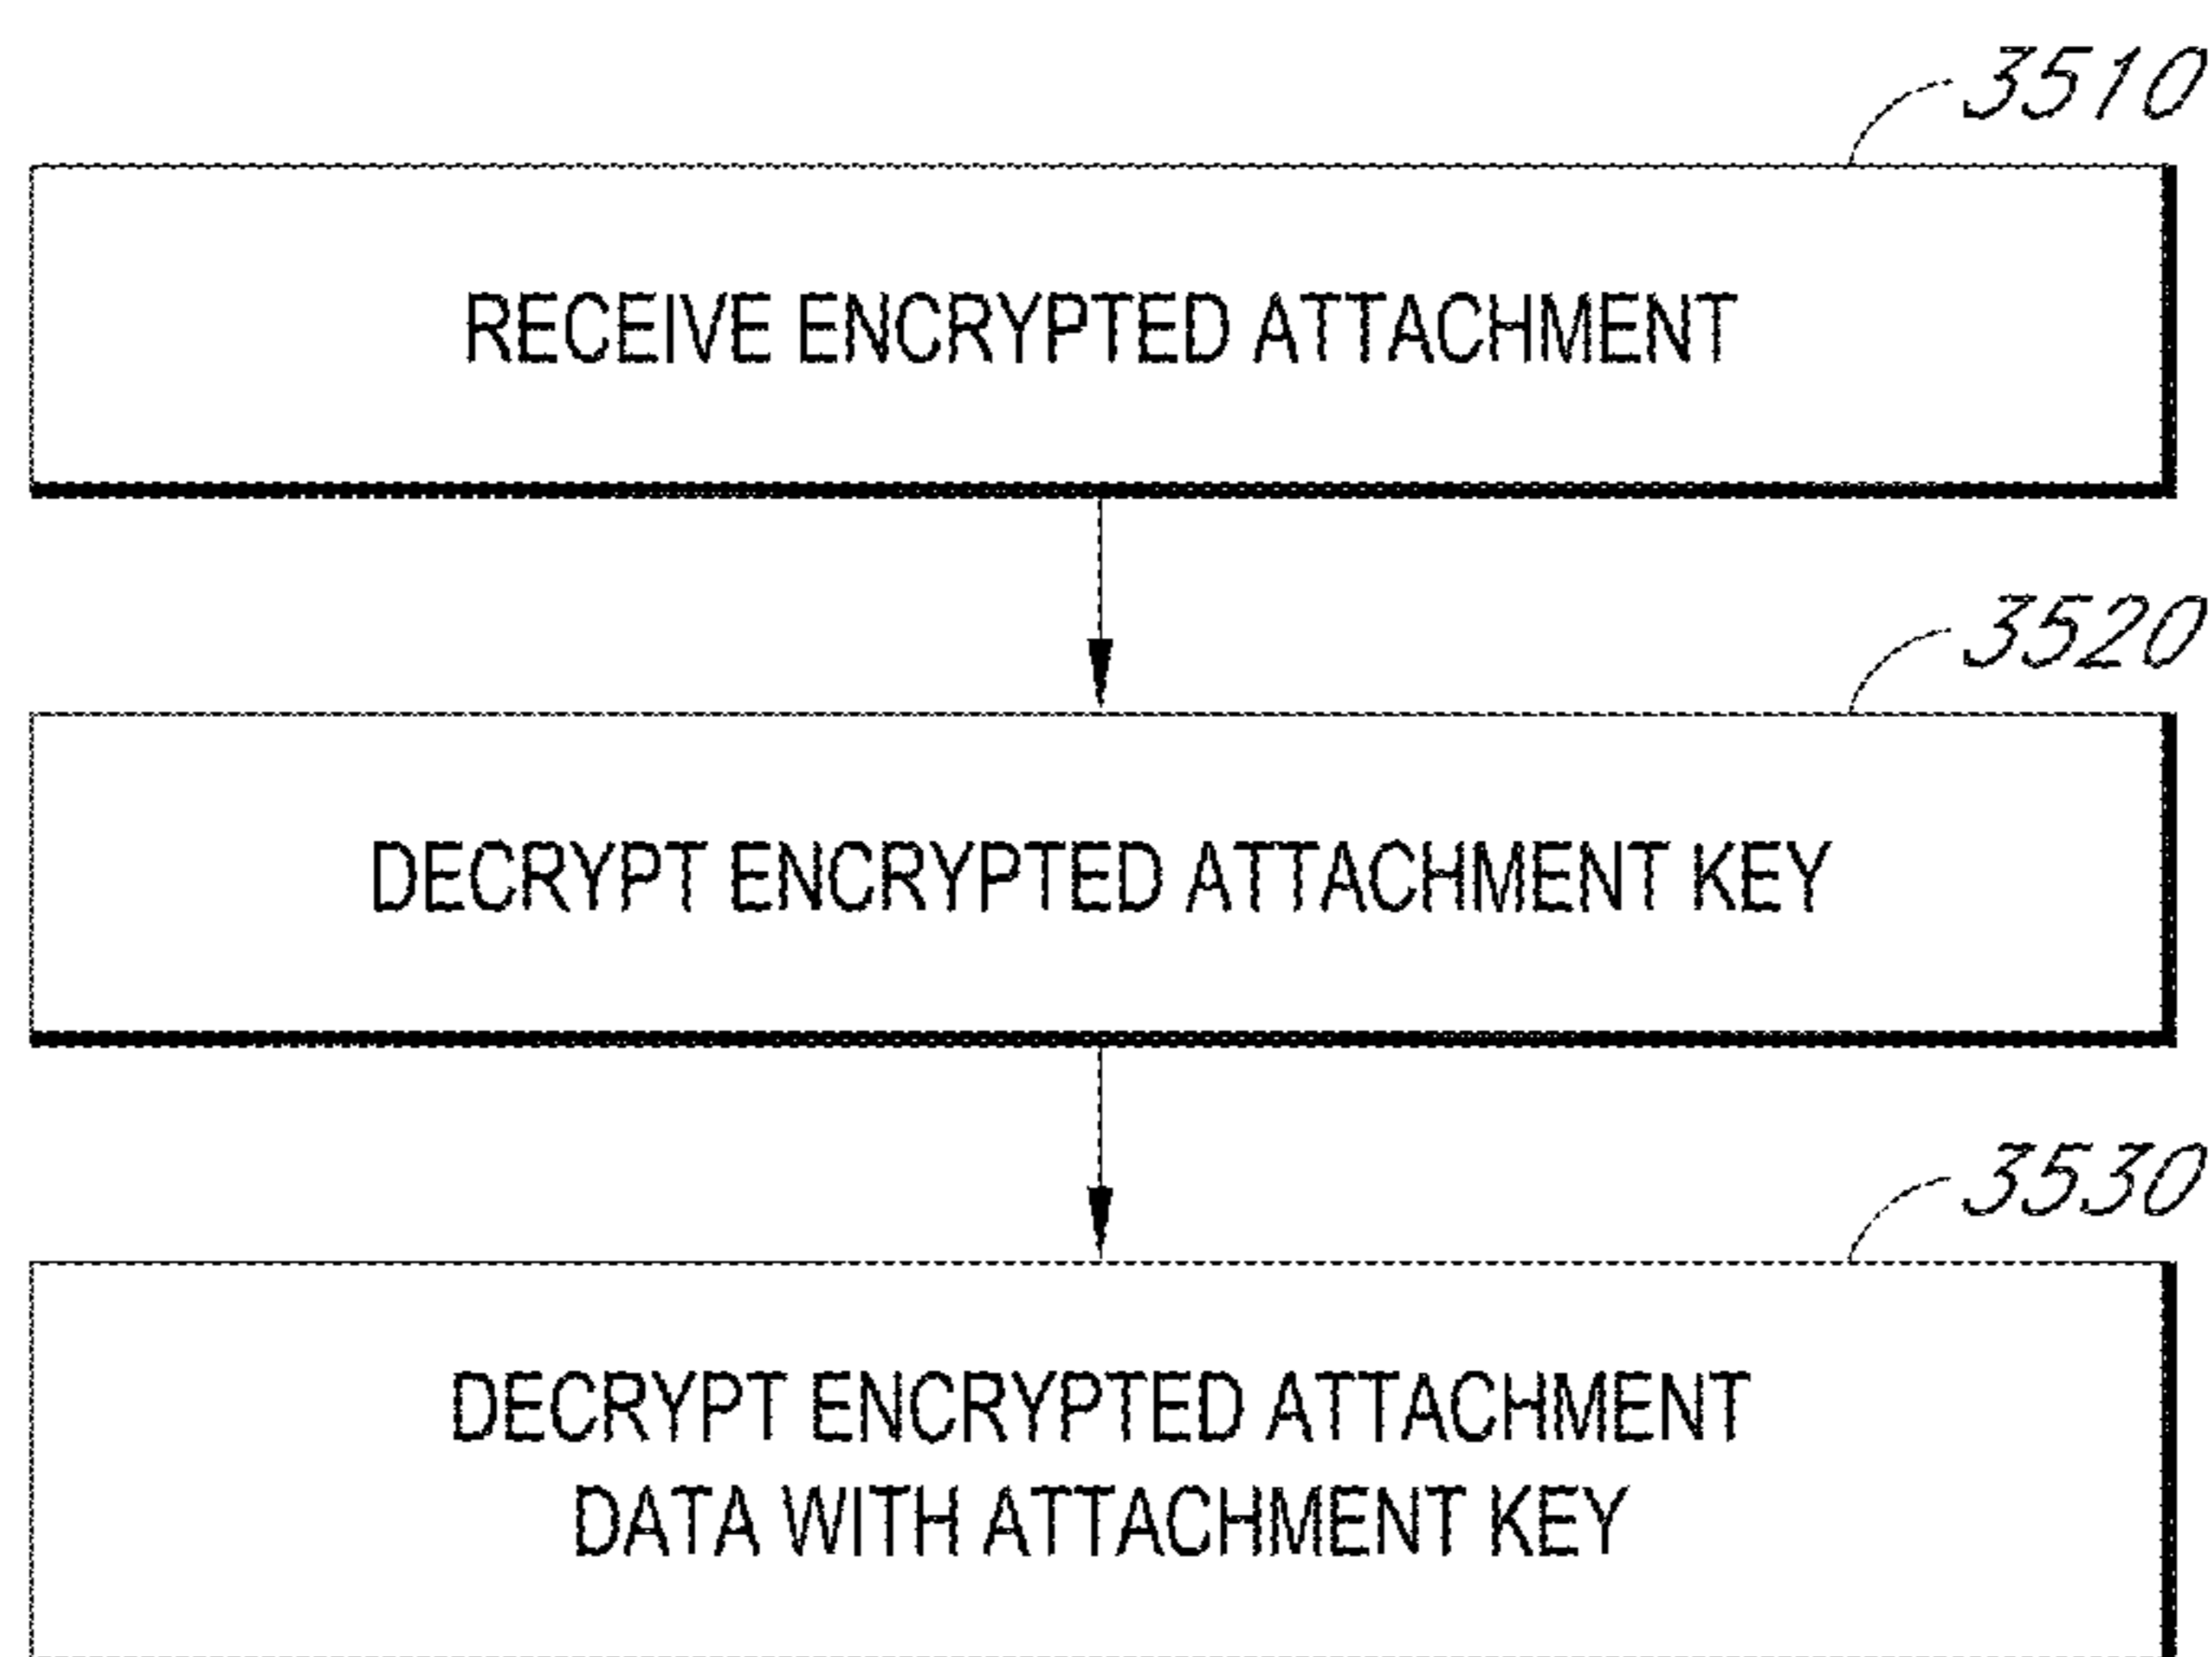 3510
RECEIVE ENCRYPTED ATTACHMENT
3520
DECRYPT ENCRYPTED ATTACHMENT KEY
3530
DECRYPT ENCRYPTED ATTACHMENT
DATA WITH ATTACHMENT KEY